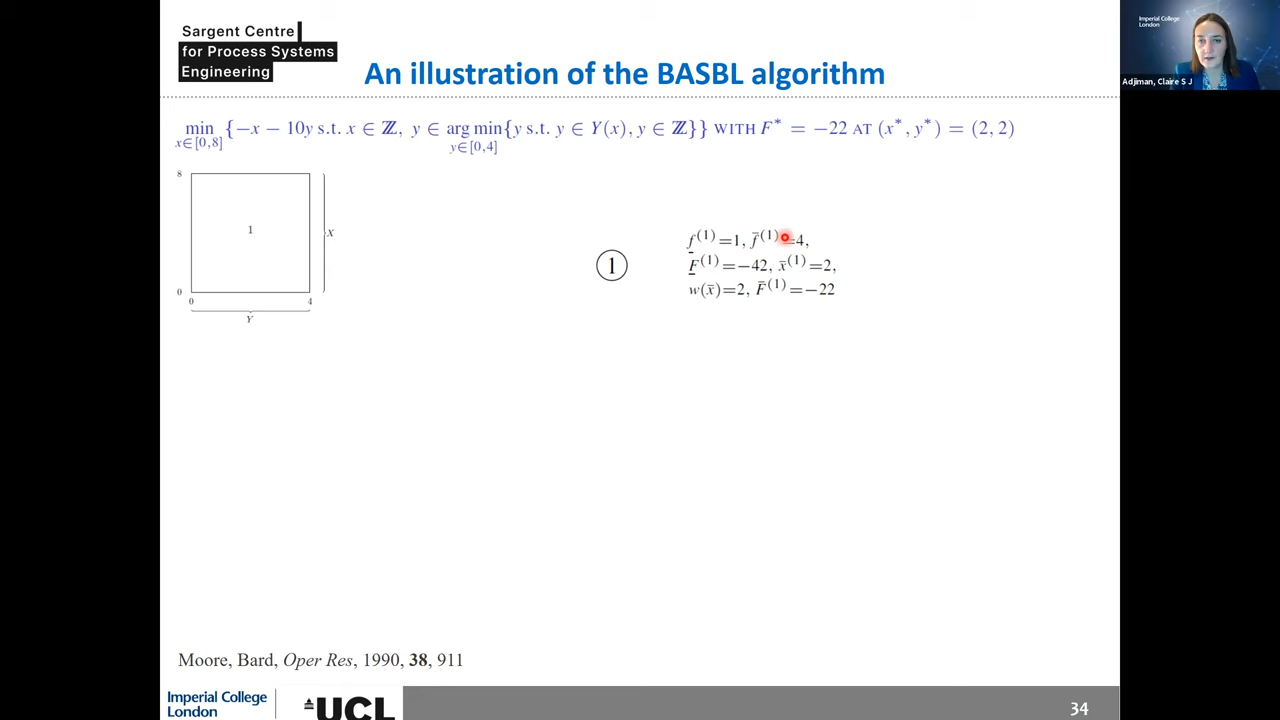 Sargent Centre
for Process Systems
Engineering
An illustration of the BASBL algorithm
min {−x − 10y s.t. x ∈ ℤ, y ∈ arg min{y s.t. y ∈ Y(x), y ∈ ℤ}} WITH F* = −22 AT (x*, y*) = (2, 2)
x∈[0,8] y∈[0,4]
8
1
X
0
0 4
Y
1
f̲⁽¹⁾=1, f̄⁽¹⁾=4,
F̲⁽¹⁾=−42, x̄⁽¹⁾=2,
w(x̄)=2, F̄⁽¹⁾=−22
Moore, Bard, Oper Res, 1990, 38, 911
Imperial College
London
UCL
34
Imperial College
London
Adjiman, Claire S J